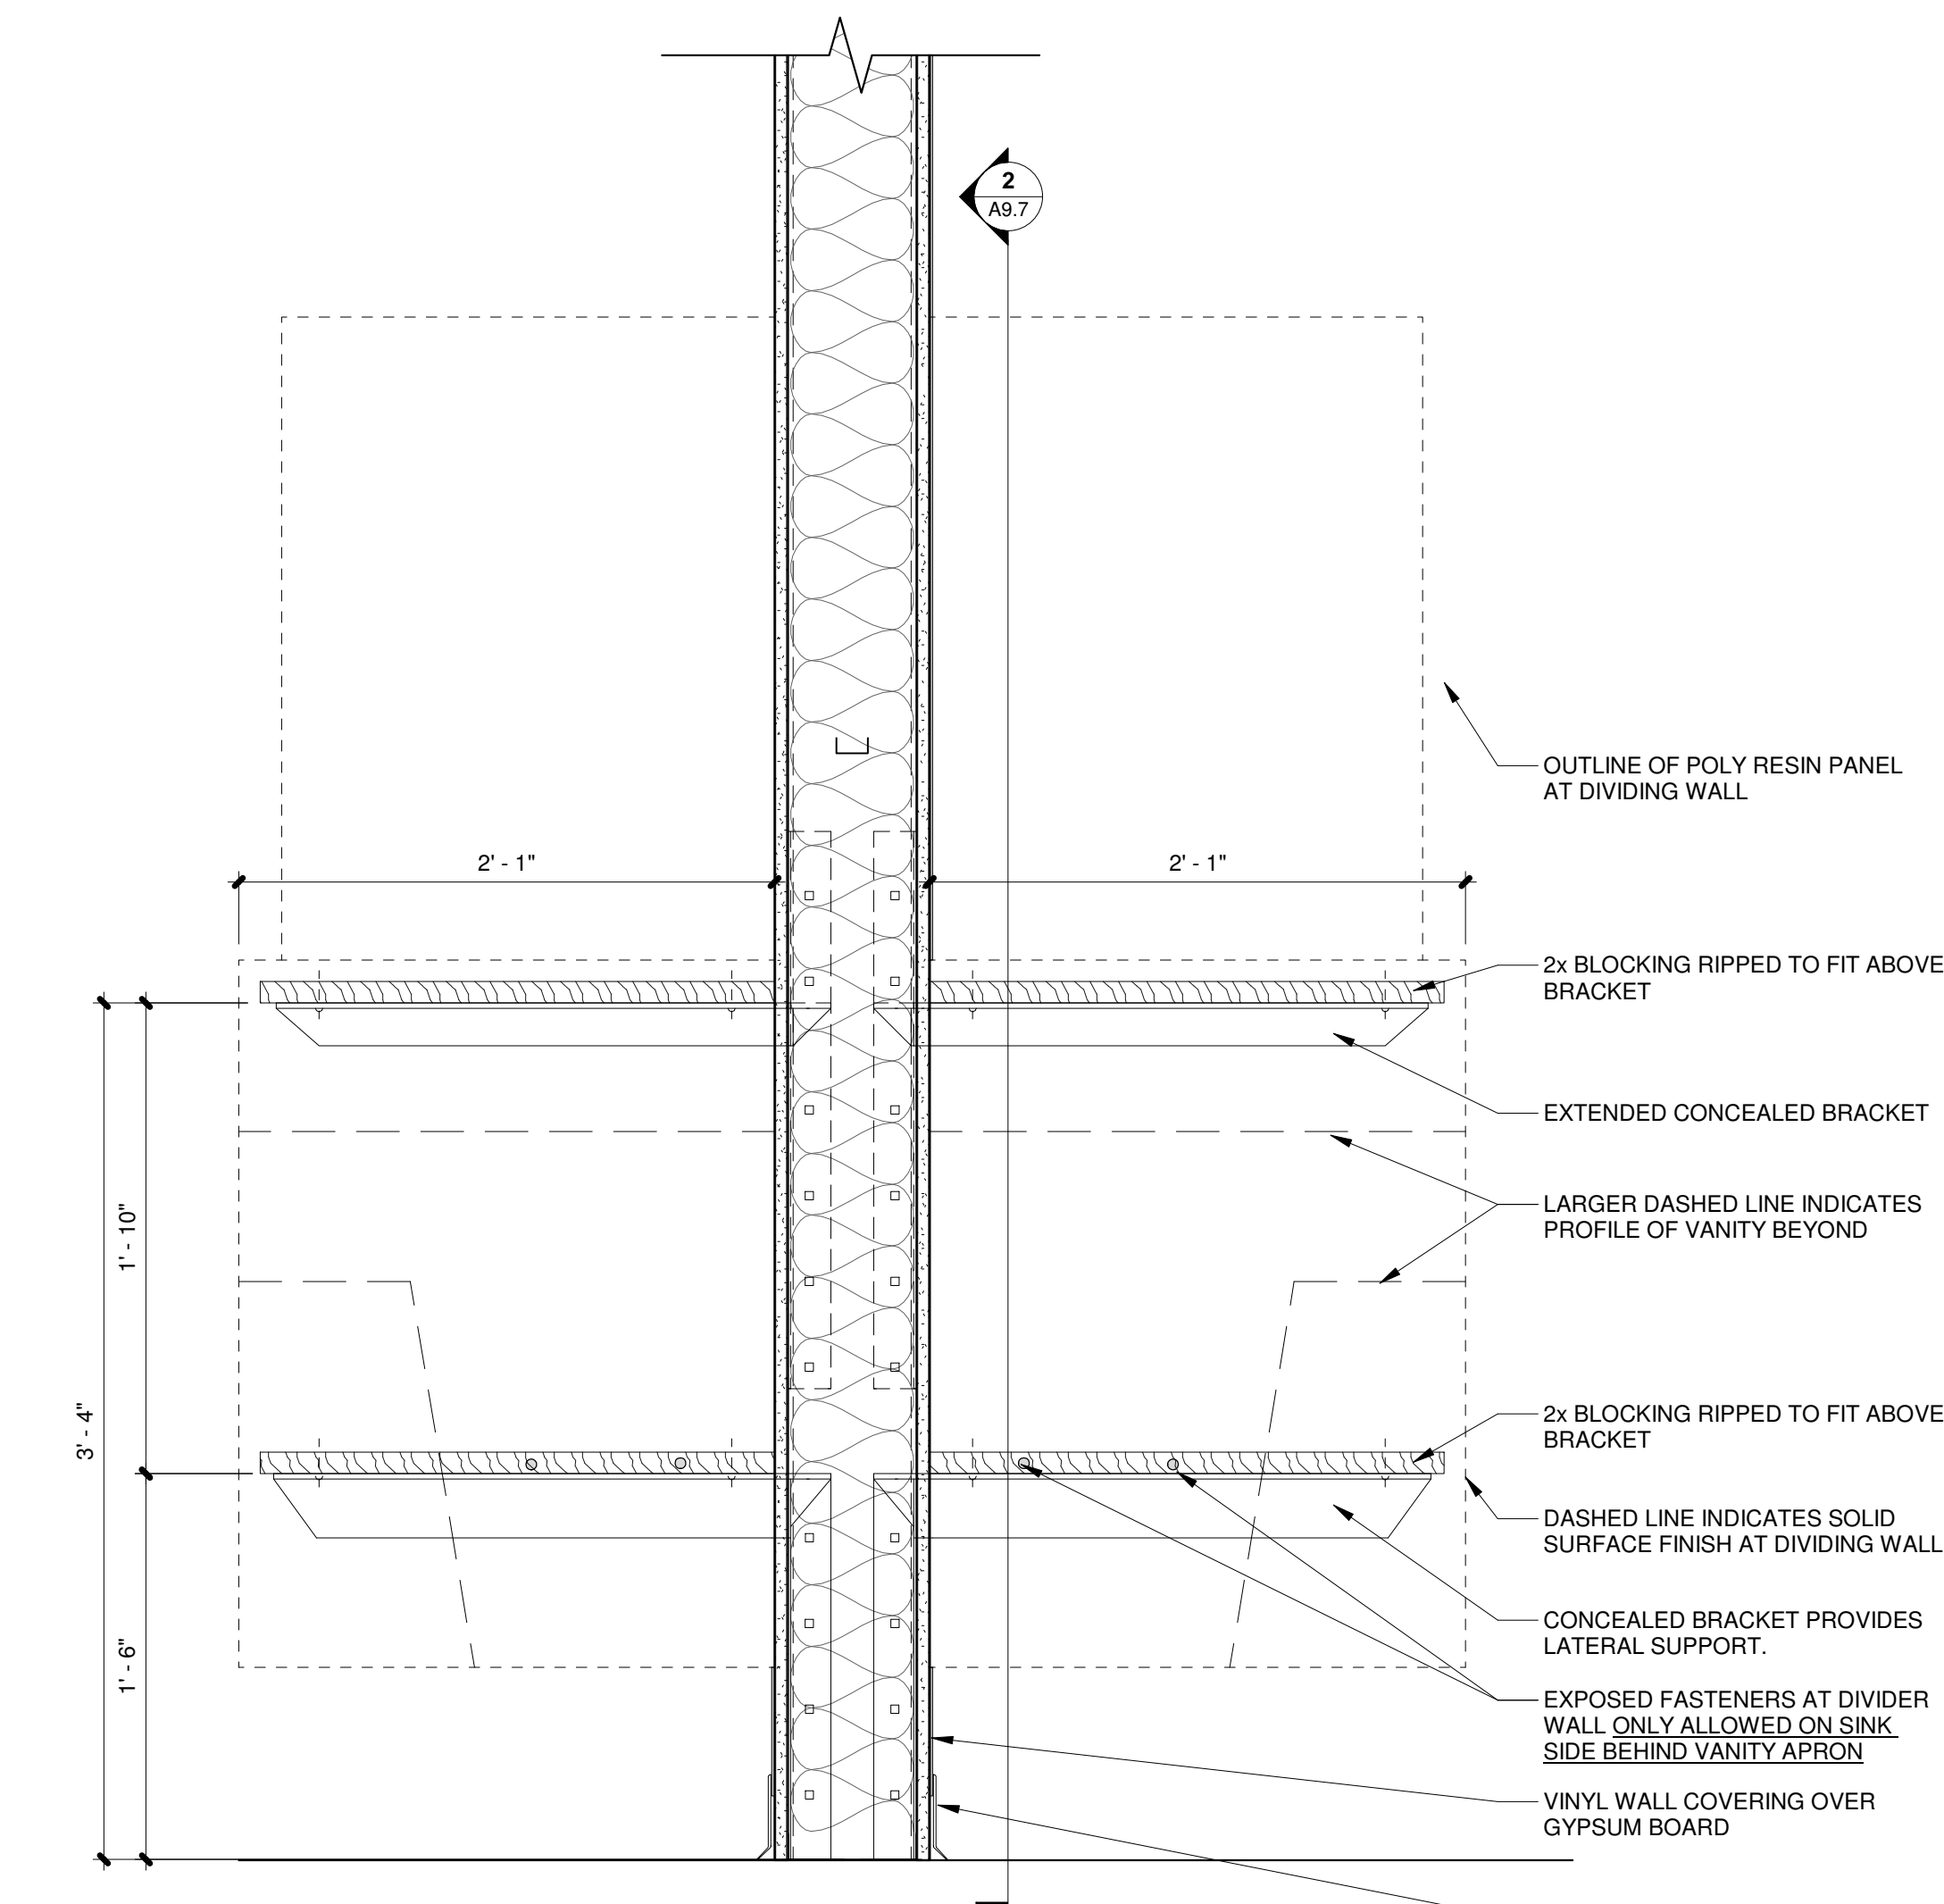 2
A9.7
OUTLINE OF POLY RESIN PANEL
AT DIVIDING WALL
2' - 1"
2' - 1"
2x BLOCKING RIPPED TO FIT ABOVE
BRACKET
EXTENDED CONCEALED BRACKET
LARGER DASHED LINE INDICATES
PROFILE OF VANITY BEYOND
1' - 10"
3' - 4"
2x BLOCKING RIPPED TO FIT ABOVE
BRACKET
DASHED LINE INDICATES SOLID
SURFACE FINISH AT DIVIDING WALL
CONCEALED BRACKET PROVIDES
LATERAL SUPPORT.
1' - 6"
EXPOSED FASTENERS AT DIVIDER
WALL ONLY ALLOWED ON SINK
SIDE BEHIND VANITY APRON
VINYL WALL COVERING OVER
GYPSUM BOARD